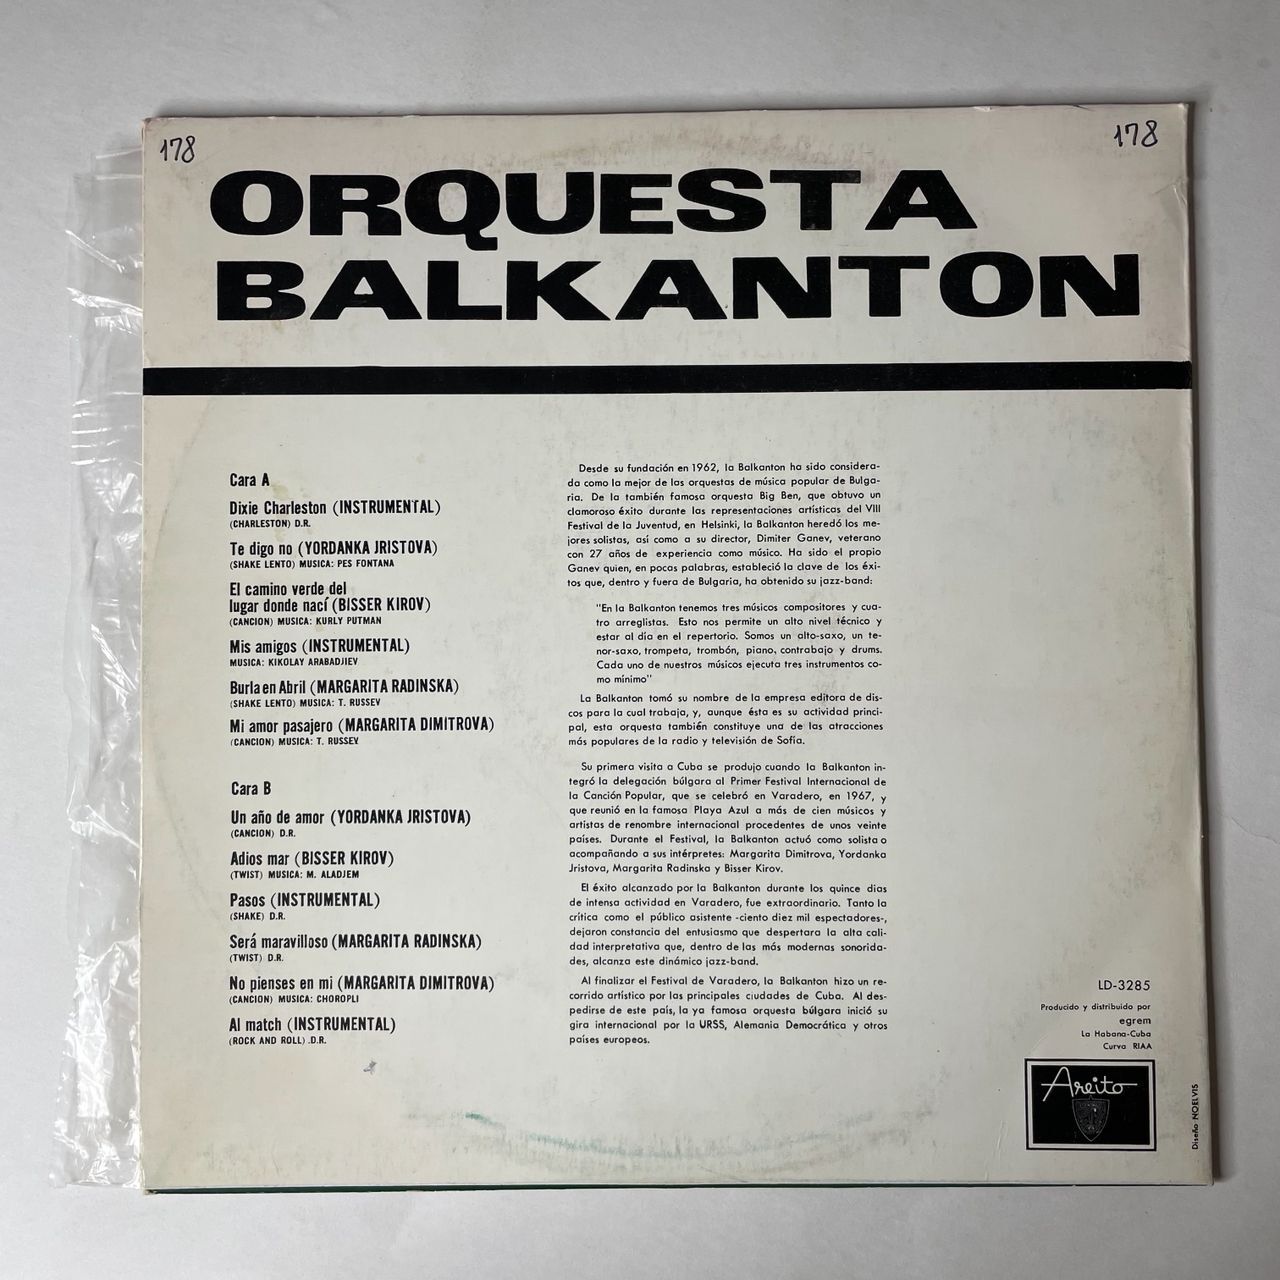 178
178
ORQUESTA
BALKANTON
Cara A
Dixie Charleston (INSTRUMENTAL)
(CHARLESTON) D.R.
Te digo no (YORDANKA JRISTOVA)
(SHAKE LENTO) MUSICA: PES FONTANA
El camino verde del
lugar donde nací (BISSER KIROV)
(CANCION) MUSICA: KURLY PUTMAN
Mis amigos (INSTRUMENTAL)
MUSICA: KIKOLAY ARABADJIEV
Burla en Abril (MARGARITA RADINSKA)
(SHAKE LENTO) MUSICA: T. RUSSEV
Mi amor pasajero (MARGARITA DIMITROVA)
(CANCION) MUSICA: T. RUSSEV
Cara B
Un año de amor (YORDANKA JRISTOVA)
(CANCION) D.R.
Adios mar (BISSER KIROV)
(TWIST) MUSICA: M. ALADJEM
Pasos (INSTRUMENTAL)
(SHAKE) D.R.
Será maravilloso (MARGARITA RADINSKA)
(TWIST) D.R.
No pienses en mi (MARGARITA DIMITROVA)
(CANCION) MUSICA: CHOROPLI
Al match (INSTRUMENTAL)
(ROCK AND ROLL) .D.R.
Desde su fundación en 1962, la Balkanton ha sido considera-
da como la mejor de las orquestas de música popular de Bulga-
ria. De la también famosa orquesta Big Ben, que obtuvo un
clamoroso éxito durante las representaciones artísticas del VIII
Festival de la Juventud, en Helsinki, la Balkanton heredó los me-
jores solistas, así como a su director, Dimiter Ganev, veterano
con 27 años de experiencia como músico. Ha sido el propio
Ganev quien, en pocas palabras, estableció la clave de los éxi-
tos que, dentro y fuera de Bulgaria, ha obtenido su jazz-band:
"En la Balkanton tenemos tres músicos compositores y cua-
tro arreglistas. Esto nos permite un alto nivel técnico y
estar al día en el repertorio. Somos un alto-saxo, un te-
nor-saxo, trompeta, trombón, piano, contrabajo y drums.
Cada uno de nuestros músicos ejecuta tres instrumentos co-
mo mínimo"
La Balkanton tomó su nombre de la empresa editora de dis-
cos para la cual trabaja, y, aunque ésta es su actividad princi-
pal, esta orquesta también constituye una de las atracciones
más populares de la radio y televisión de Sofía.
Su primera visita a Cuba se produjo cuando la Balkanton in-
tegró la delegación búlgara al Primer Festival Internacional de
la Canción Popular, que se celebró en Varadero, en 1967, y
que reunió en la famosa Playa Azul a más de cien músicos y
artistas de renombre internacional procedentes de unos veinte
países. Durante el Festival, la Balkanton actuó como solista o
acompañando a sus intérpretes: Margarita Dimitrova, Yordanka
Jristova, Margarita Radinska y Bisser Kirov.
El éxito alcanzado por la Balkanton durante los quince dias
de intensa actividad en Varadero, fue extraordinario. Tanto la
crítica como el público asistente -ciento diez mil espectadores-,
dejaron constancia del entusiasmo que despertara la alta cali-
dad interpretativa que, dentro de las más modernas sonorida-
des, alcanza este dinámico jazz-band.
Al finalizar el Festival de Varadero, la Balkanton hizo un re-
corrido artístico por las principales ciudades de Cuba. Al des-
pedirse de este país, la ya famosa orquesta búlgara inició su
gira internacional por la URSS, Alemania Democrática y otros
países europeos.
LD-3285
Producido y distribuido por
egrem
La Habana-Cuba
Curva RIAA
Areito
Diseño NOELVIS